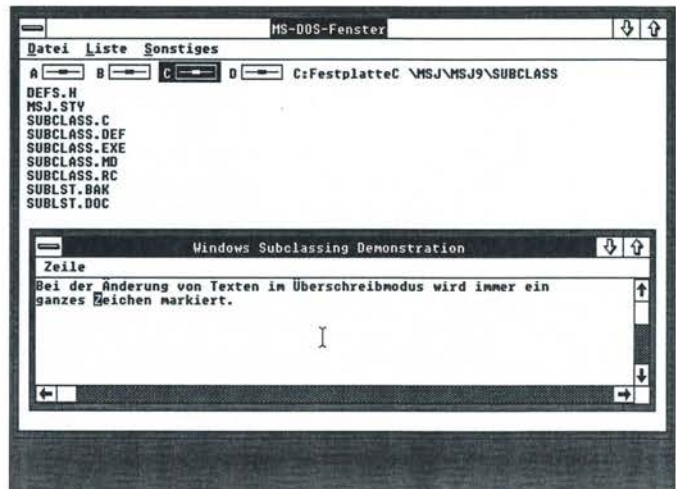 MS-DOS-Fenster
Datei Liste Sonstiges
A B C D C:FestplatteC \MSJ\MSJ9\SUBCLASS
DEFS.H
MSJ.STY
SUBCLASS.C
SUBCLASS.DEF
SUBCLASS.EXE
SUBCLASS.MD
SUBCLASS.RC
SUBLST.BAK
SUBLST.DOC
Windows Subclassing Demonstration
Zeile
Bei der Änderung von Texten im Überschreibmodus wird immer ein
ganzes Zeichen markiert.